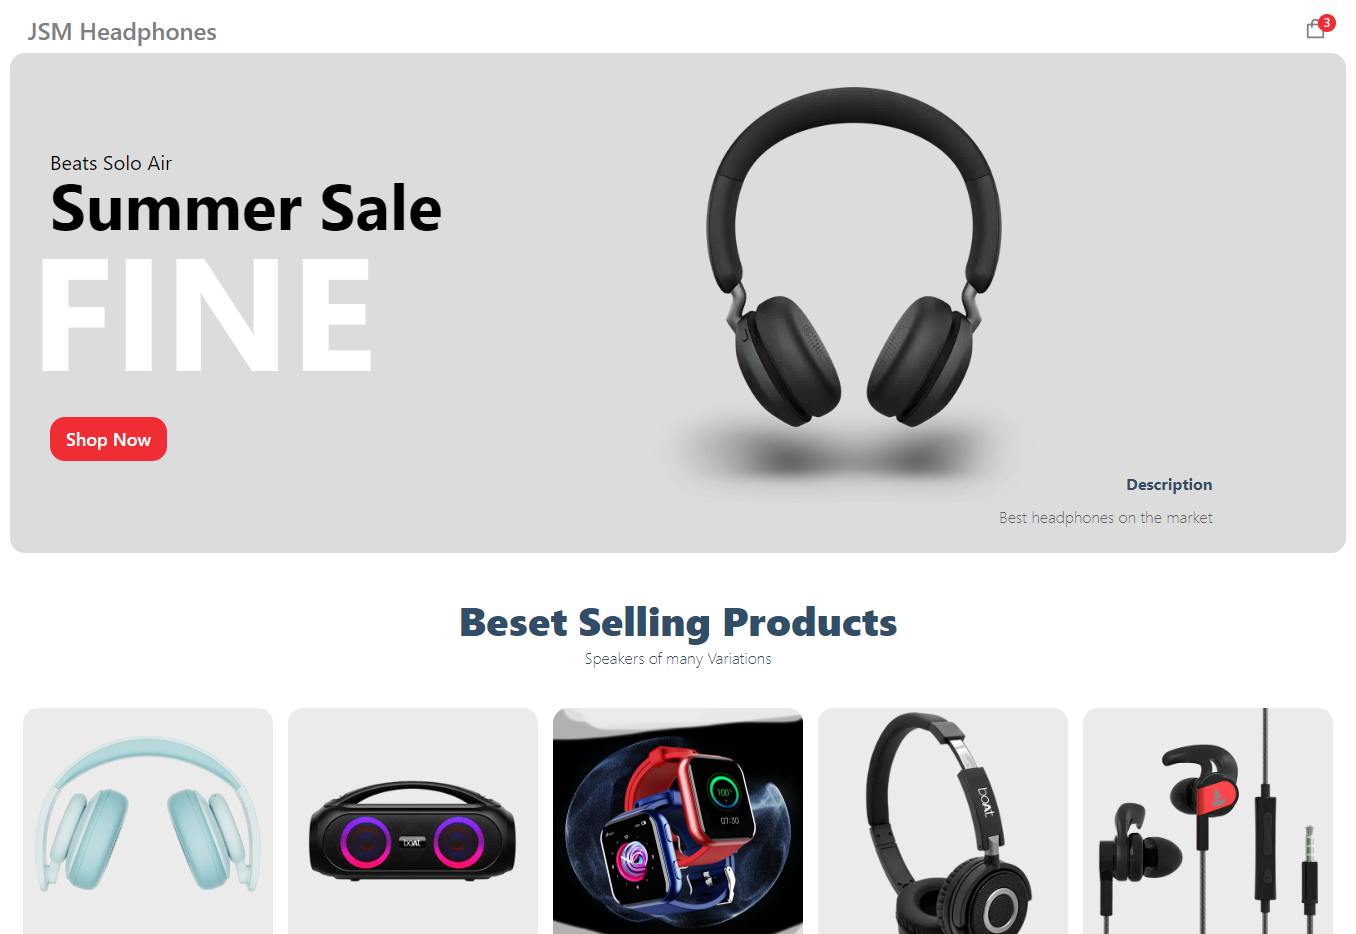 JSM Headphones
3
Beats Solo Air
Summer Sale
FINE
Shop Now
Description
Best headphones on the market
Beset Selling Products
Speakers of many Variations
boAt
100%
07:30
boAt